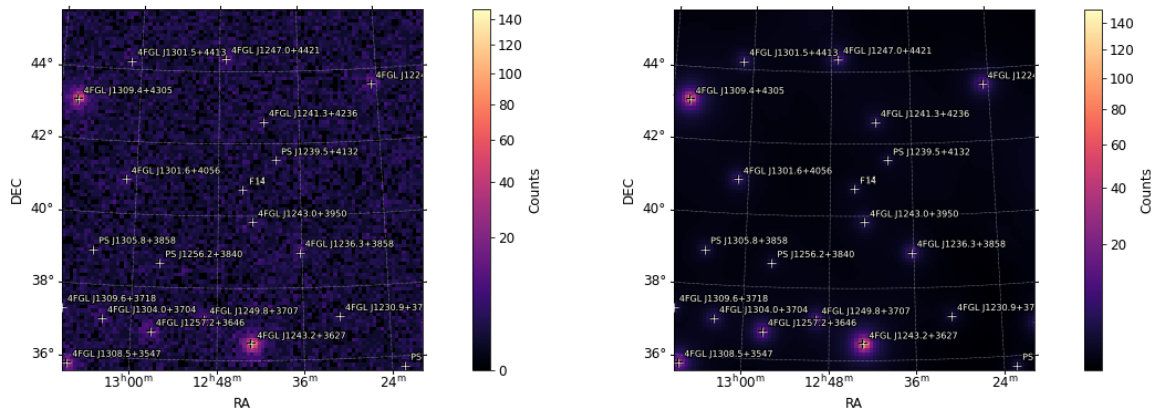 4FGL J1301.5+4413
4FGL J1247.0+4421
4FGL J1224
4FGL J1309.4+4305
4FGL J1241.3+4236
PS J1239.5+4132
4FGL J1301.6+4056
F14
4FGL J1243.0+3950
PS J1305.8+3858
4FGL J1236.3+3858
PS J1256.2+3840
4FGL J1309.6+3718
4FGL J1304.0+3704
4FGL J1249.8+3707
4FGL J1230.9+37
4FGL J1257.2+3646
4FGL J1243.2+3627
4FGL J1308.5+3547
PS
44°
42°
40°
38°
36°
DEC
13ʰ00ᵐ
12ʰ48ᵐ
36ᵐ
24ᵐ
RA
140
120
100
80
60
40
20
0
Counts
4FGL J1301.5+4413
4FGL J1247.0+4421
4FGL J1224
4FGL J1309.4+4305
4FGL J1241.3+4236
PS J1239.5+4132
4FGL J1301.6+4056
F14
4FGL J1243.0+3950
PS J1305.8+3858
4FGL J1236.3+3858
PS J1256.2+3840
4FGL J1309.6+3718
4FGL J1304.0+3704
4FGL J1249.8+3707
4FGL J1230.9+37
4FGL J1257.2+3646
4FGL J1243.2+3627
4FGL J1308.5+3547
PS
44°
42°
40°
38°
36°
DEC
13ʰ00ᵐ
12ʰ48ᵐ
36ᵐ
24ᵐ
RA
140
120
100
80
60
40
20
Counts